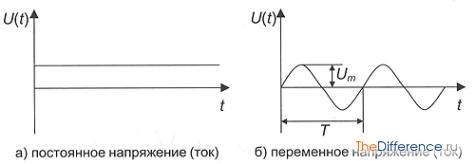 U(t)
t
а) постоянное напряжение (ток)
U(t)
Um
t
T
б) переменное напряжение (ток)
TheDifference.ru